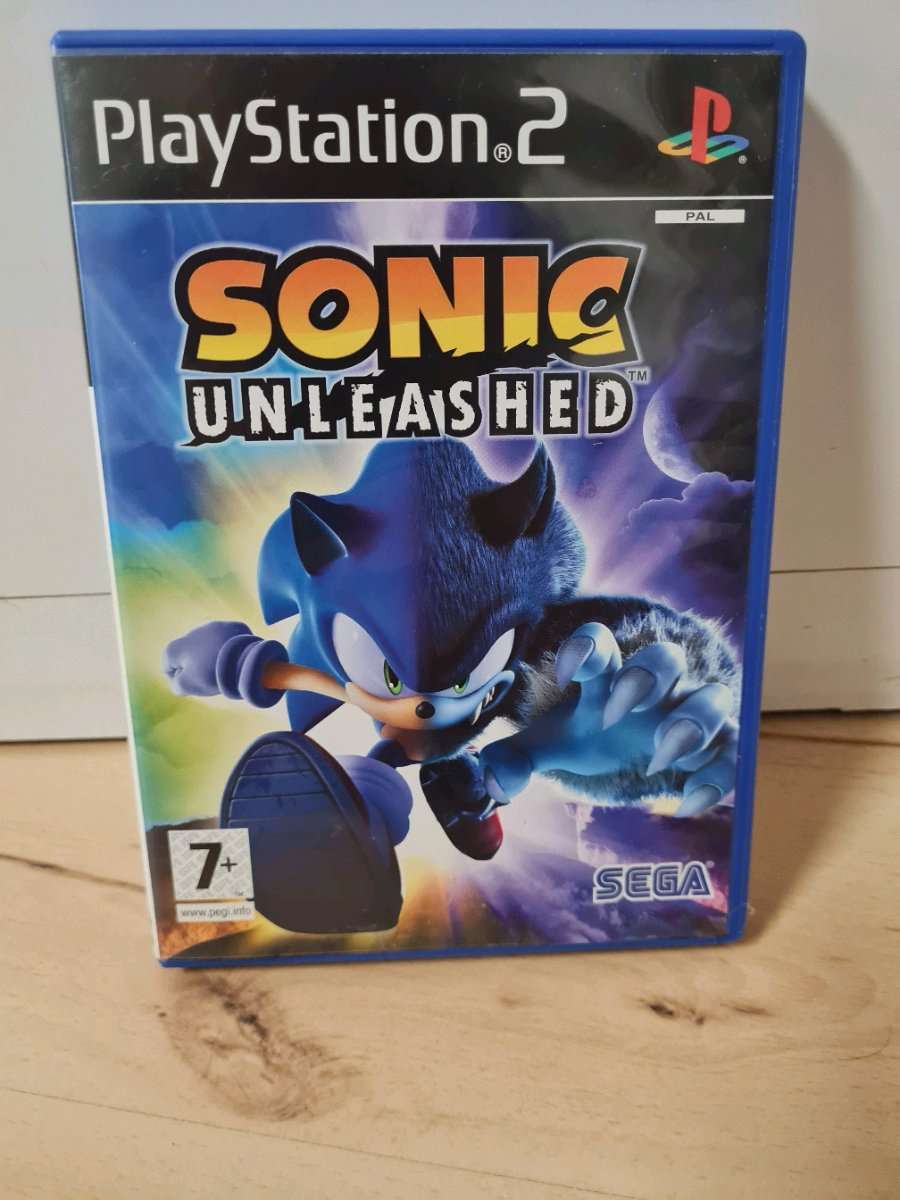 PlayStation®2
PAL
SONIC
UNLEASHED™
7+
www.pegi.info
SEGA®